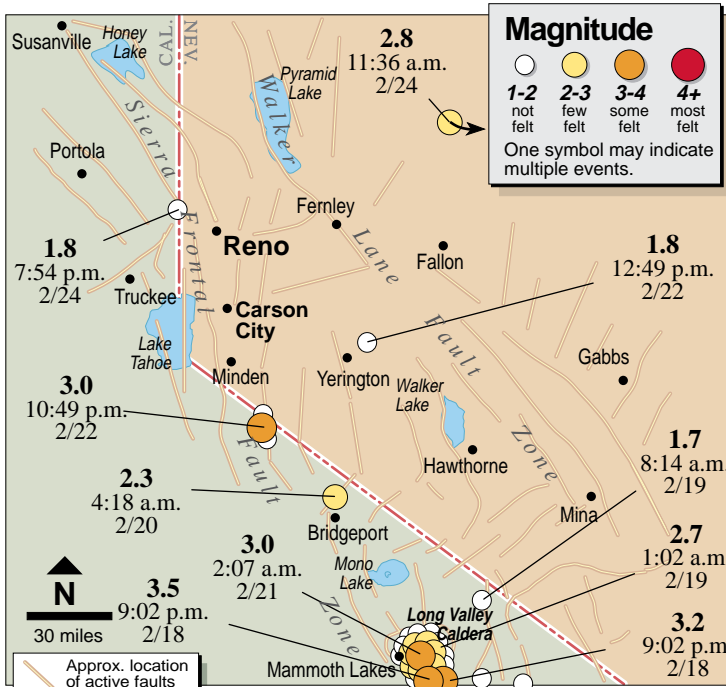 Susanville
Honey
Lake
CAL.
NEV.
2.8
11:36 a.m.
2/24
Magnitude
1-2
2-3
3-4
4+
not
felt
few
felt
some
felt
most
felt
One symbol may indicate
multiple events.
Pyramid
Lake
Walker
Lane
Fault
Zone
Sierra
Frontal
Fault
Zone
Portola
Fernley
Reno
Fallon
1.8
7:54 p.m.
2/24
Truckee
Carson
City
1.8
12:49 p.m.
2/22
Lake
Tahoe
Minden
Yerington
Gabbs
Walker
Lake
3.0
10:49 p.m.
2/22
Hawthorne
1.7
8:14 a.m.
2/19
2.3
4:18 a.m.
2/20
Mina
Bridgeport
2.7
1:02 a.m
2/19
3.0
2:07 a.m.
2/21
Mono
Lake
N
30 miles
3.5
9:02 p.m.
2/18
Long Valley
Caldera
3.2
9:02 p.m
2/18
Mammoth Lakes
Approx. location
of active faults